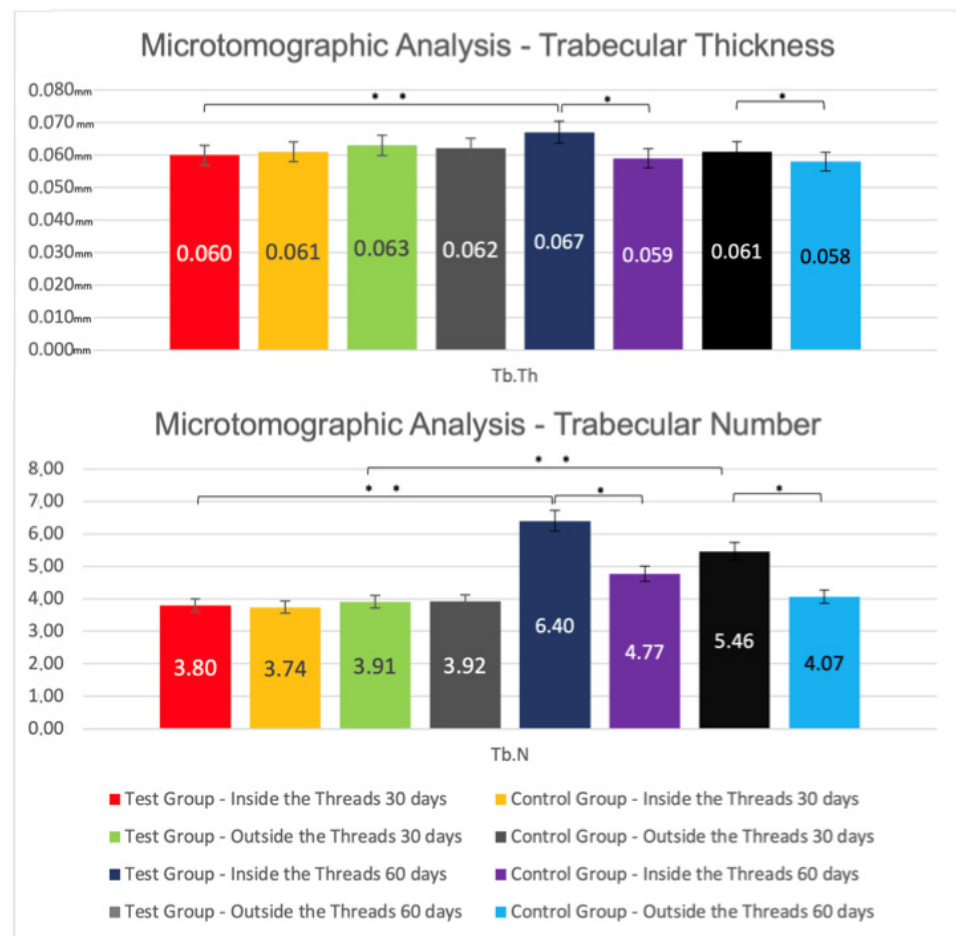 Microtomographic Analysis - Trabecular Thickness
0.080mm
* *
*
*
0.070mm
0.060mm
0.050mm
0.040mm
0.030mm
0.020mm
0.010mm
0.000mm
0.060 0.061 0.063 0.062 0.067 0.059 0.061 0.058
Tb.Th
Microtomographic Analysis - Trabecular Number
8,00
* *
7,00
* *
*
*
6,00
5,00
4,00
3,00
2,00
1,00
0,00
3.80 3.74 3.91 3.92 6.40 4.77 5.46 4.07
Tb.N
Test Group - Inside the Threads 30 days
Control Group - Inside the Threads 30 days
Test Group - Outside the Threads 30 days
Control Group - Outside the Threads 30 days
Test Group - Inside the Threads 60 days
Control Group - Inside the Threads 60 days
Test Group - Outside the Threads 60 days
Control Group - Outside the Threads 60 days